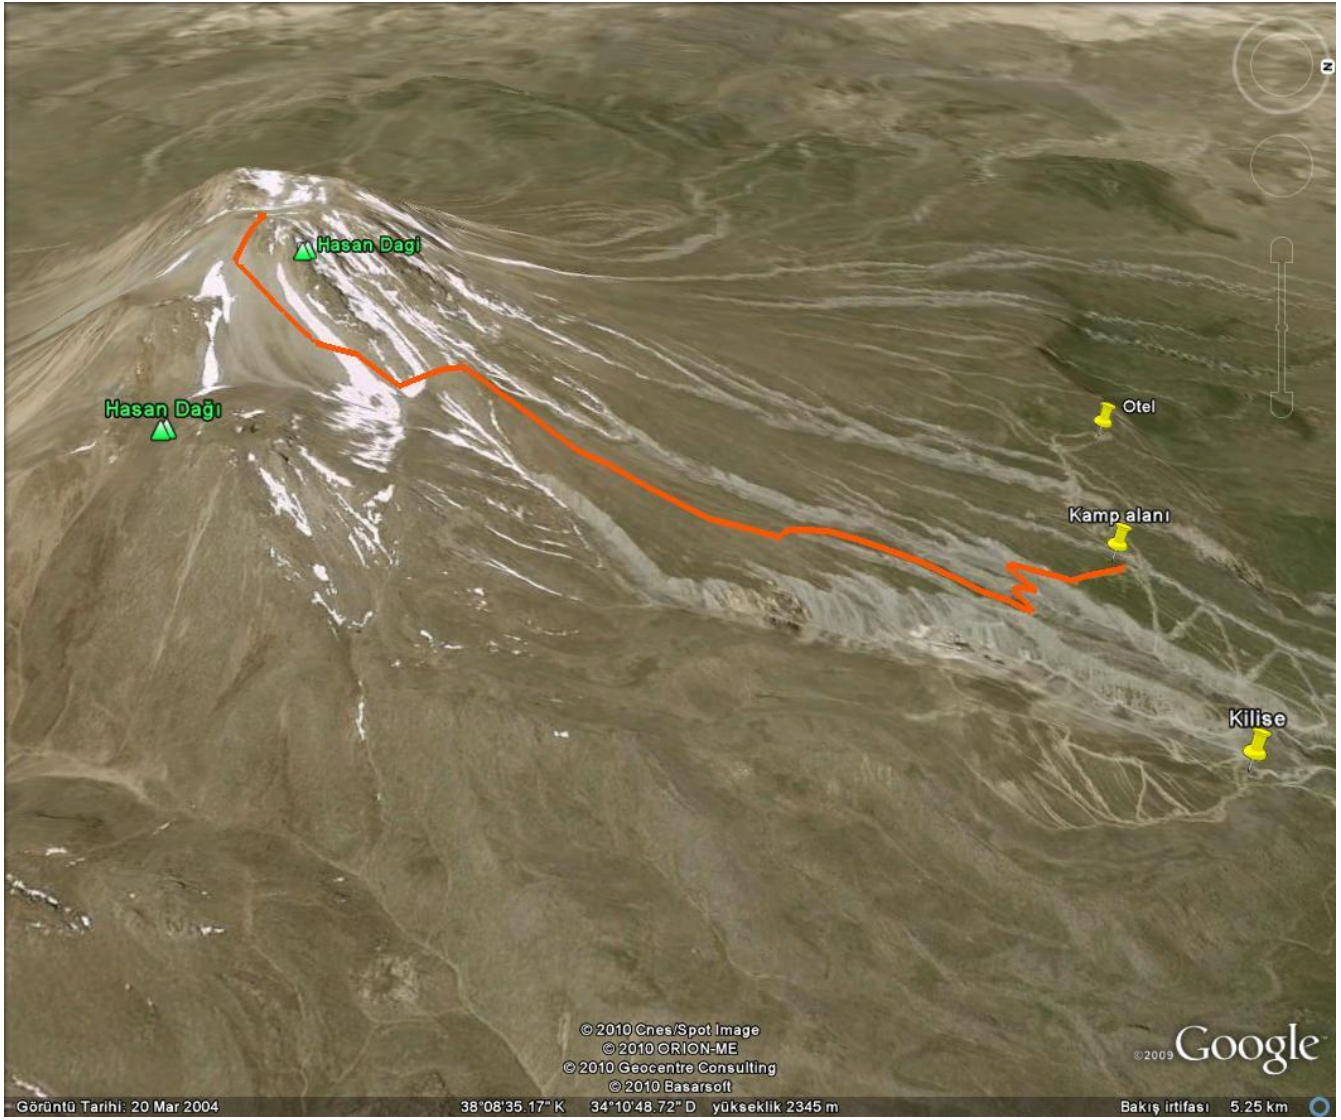 N
Hasan Dagi
Hasan Dağı
Otel
Kamp alanı
Kilise
© 2010 Cnes/Spot Image
© 2010 ORION-ME
© 2010 Geocentre Consulting
© 2010 Basarsoft
©2009 Google
Görüntü Tarihi: 20 Mar 2004 38°08'35.17" K 34°10'48.72" D yükseklik 2345 m Bakış irtifası 5.25 km